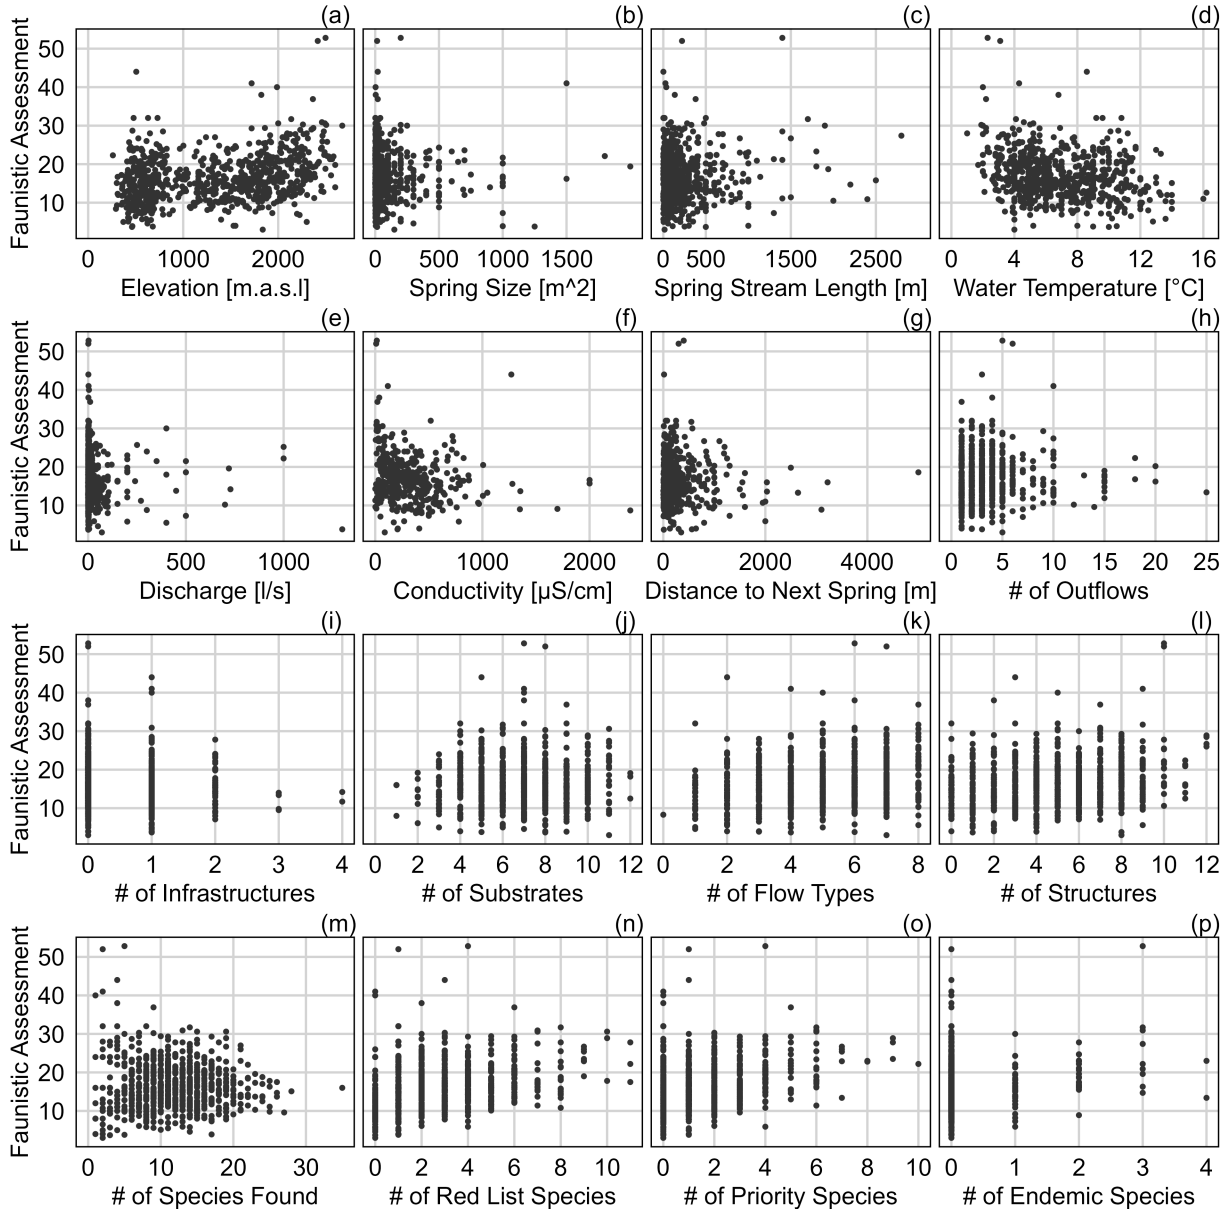 (a) (b) (c) (d)
Faunistic Assessment
50
40
30
20
10
0 1000 2000 0 500 1000 1500 0 500 1500 2500 4 8 12 16
Elevation [m.a.s.l] Spring Size [m^2] Spring Stream Length [m] Water Temperature [°C]
(e) (f) (g) (h)
Faunistic Assessment
50
40
30
20
10
0 500 1000 0 1000 2000 0 2000 4000 0 5 10 15 20 25
Discharge [l/s] Conductivity [µS/cm] Distance to Next Spring [m] # of Outflows
(i) (j) (k) (l)
Faunistic Assessment
50
40
30
20
10
0 1 2 3 4 0 2 4 6 8 10 12 0 2 4 6 8 0 2 4 6 8 10 12
# of Infrastructures # of Substrates # of Flow Types # of Structures
(m) (n) (o) (p)
Faunistic Assessment
50
40
30
20
10
0 10 20 30 0 2 4 6 8 10 0 2 4 6 8 10 0 1 2 3 4
# of Species Found # of Red List Species # of Priority Species # of Endemic Species